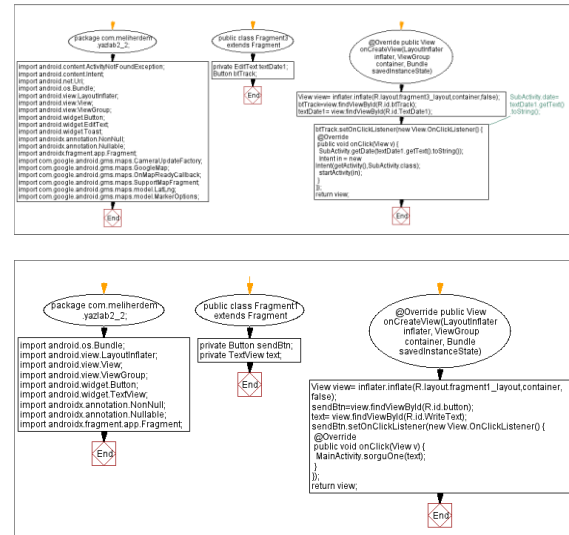 package com.meliherdem
.yazlab2_2;
import android.content.ActivityNotFoundException;
import android.content.Intent;
import android.net.Uri;
import android.os.Bundle;
import android.view.LayoutInflater;
import android.view.View;
import android.view.ViewGroup;
import android.widget.Button;
import android.widget.EditText;
import android.widget.Toast;
import androidx.annotation.NonNull;
import androidx.annotation.Nullable;
import androidx.fragment.app.Fragment;
import com.google.android.gms.maps.CameraUpdateFactory;
import com.google.android.gms.maps.GoogleMap;
import com.google.android.gms.maps.OnMapReadyCallback;
import com.google.android.gms.maps.SupportMapFragment;
import com.google.android.gms.maps.model.LatLng;
import com.google.android.gms.maps.model.MarkerOptions;
End
public class Fragment3
extends Fragment
private EditText textDate1;
Button btTrack;
End
@Override public View
onCreateView(LayoutInflater
inflater, ViewGroup
container, Bundle
savedInstanceState)
View view= inflater.inflate(R.layout.fragment3_layout,container,false);
btTrack=view.findViewById(R.id.btTrack);
textDate1= view.findViewById(R.id.TextDate1);
SubActivity.date=
textDate1.getText()
.toString();
btTrack.setOnClickListener(new View.OnClickListener() {
@Override
public void onClick(View v) {
SubActivity.getDate(textDate1.getText().toString());
Intent in = new
Intent(getActivity(),SubActivity.class);
startActivity(in);
}
});
return view;
End
package com.meliherdem
.yazlab2_2;
import android.os.Bundle;
import android.view.LayoutInflater;
import android.view.View;
import android.view.ViewGroup;
import android.widget.Button;
import android.widget.TextView;
import androidx.annotation.NonNull;
import androidx.annotation.Nullable;
import androidx.fragment.app.Fragment;
End
public class Fragment1
extends Fragment
private Button sendBtn;
private TextView text;
End
@Override public View
onCreateView(LayoutInflater
inflater, ViewGroup
container, Bundle
savedInstanceState)
View view= inflater.inflate(R.layout.fragment1_layout,container,
false);
sendBtn=view.findViewById(R.id.button);
text= view.findViewById(R.id.WriteText);
sendBtn.setOnClickListener(new View.OnClickListener() {
@Override
public void onClick(View v) {
MainActivity.sorguOne(text);
}
});
return view;
End